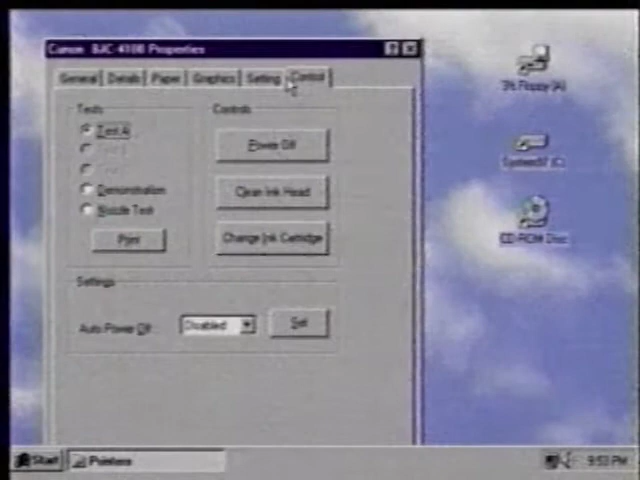 Canon BJC-4100 Properties
General Details Paper Graphics Setting Control
Tests
Test A
Demonstration
Nozzle Test
Print
Controls
Power Off
Clean Ink Head
Change Ink Cartridge
Settings
Auto Power Off:
Disabled
Set
3½ Floppy (A)
CD-ROM Disc
Start
Printers
9:53 PM